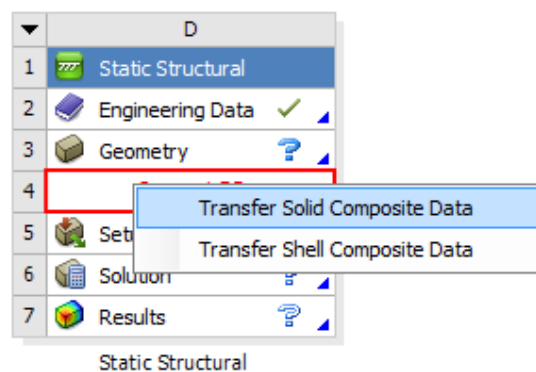 D
1 Static Structural
2 Engineering Data
3 Geometry ?
4
Transfer Solid Composite Data
5
Transfer Shell Composite Data
6 Solution ?
7 Results ?
Static Structural